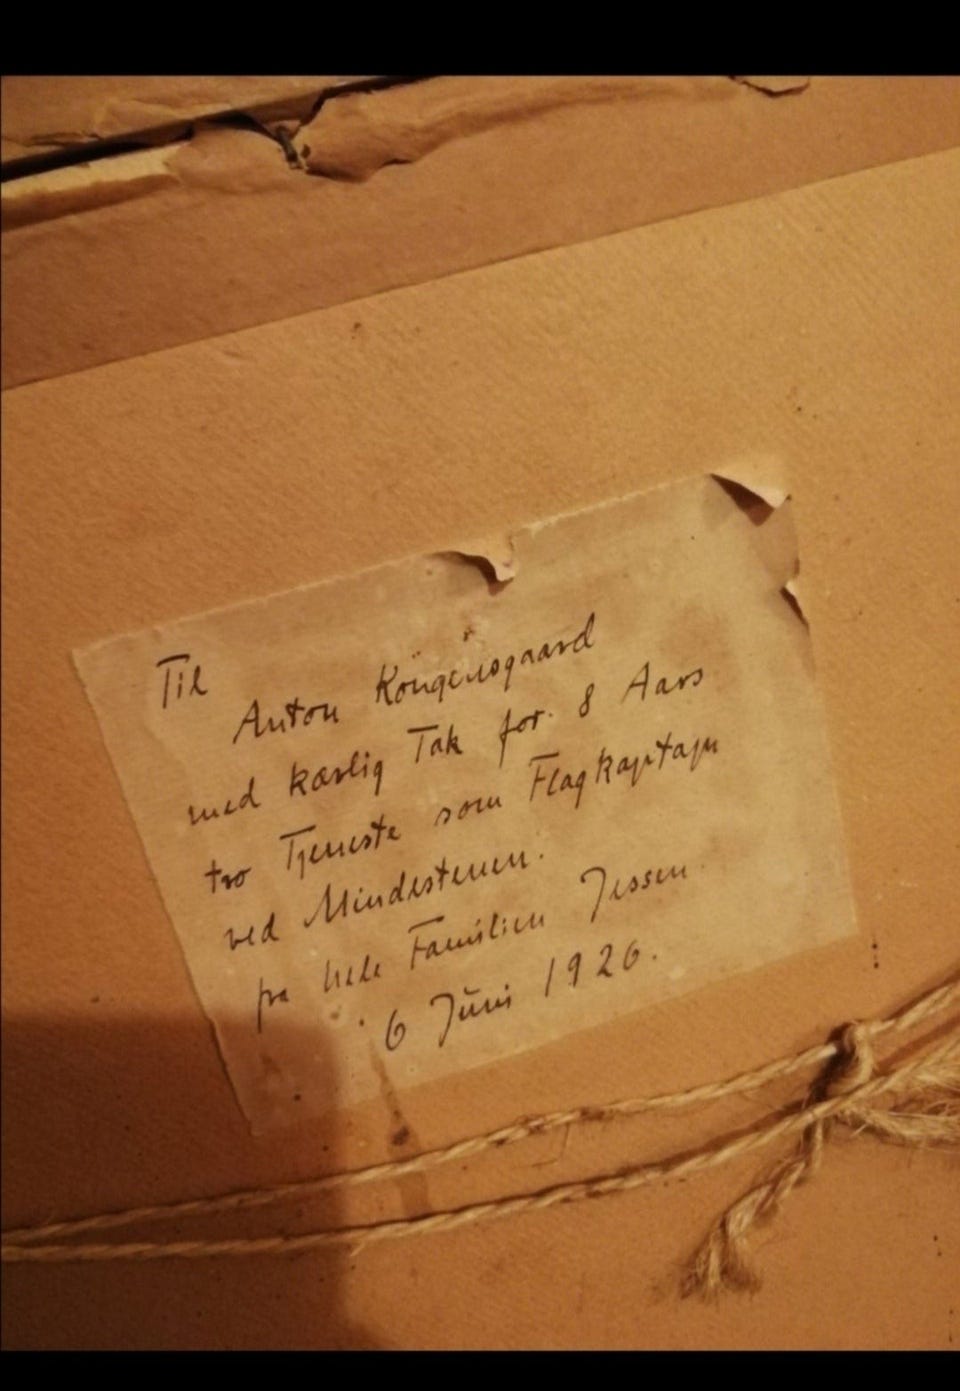 Til
Anton Kongensgaard
med kærlig Tak for 8 Aars
tro Tjeneste som Flagkaptajn
ved Mindestenen.
fra hele Familien Jessen
6 Juni 1926.